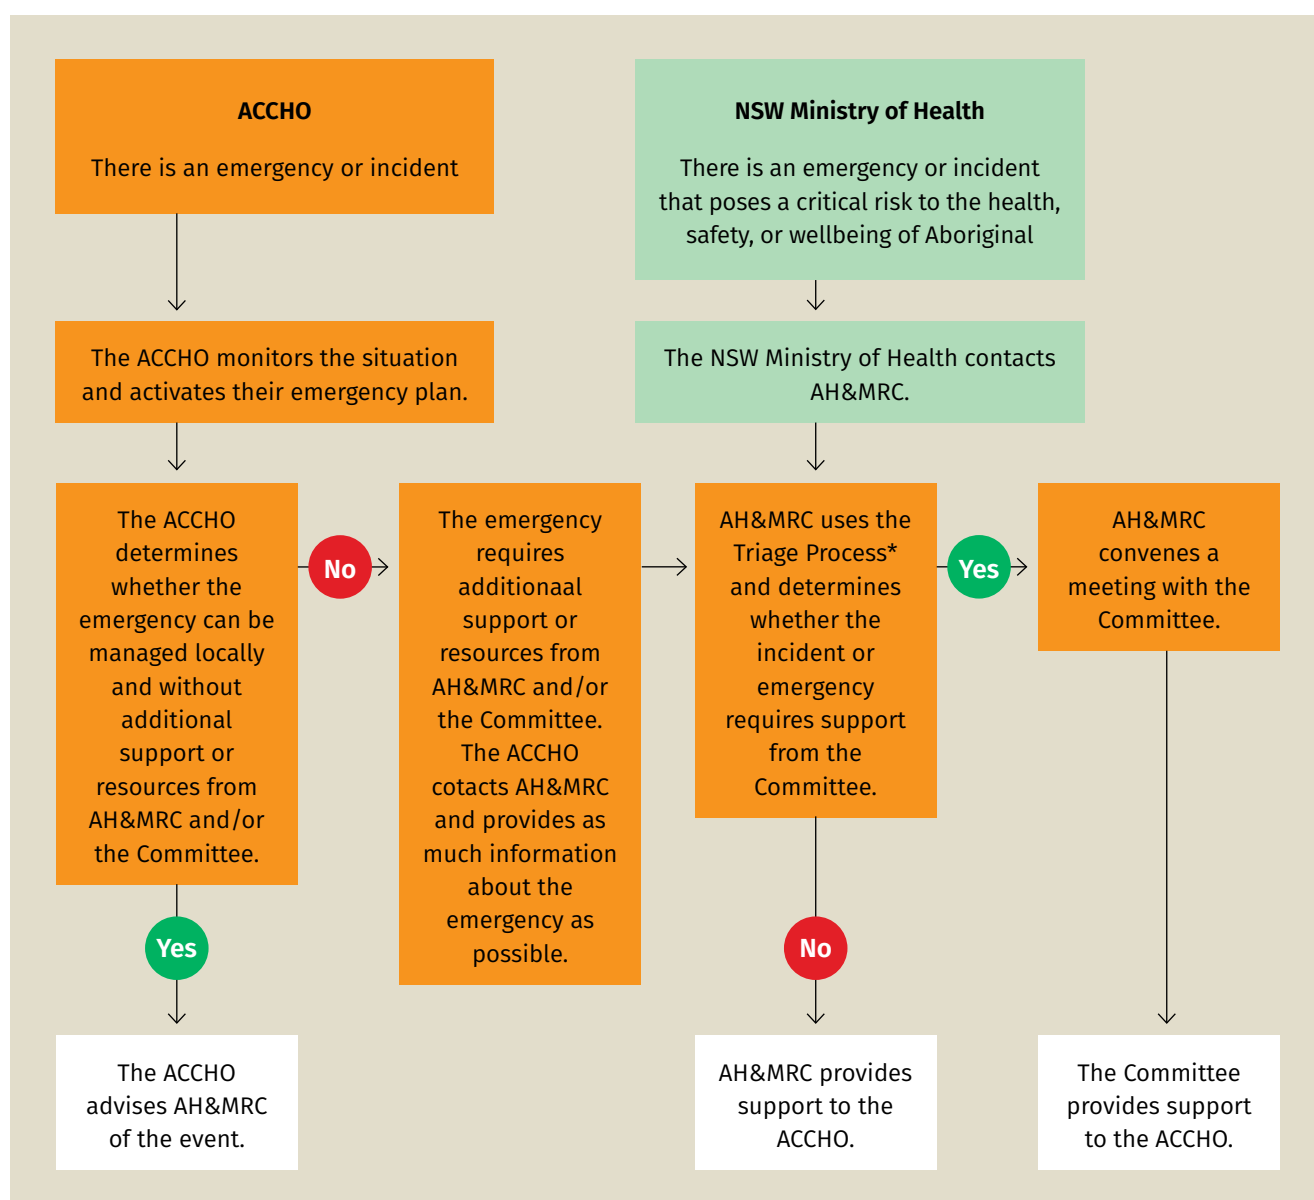 ACCHO
There is an emergency or incident
NSW Ministry of Health
There is an emergency or incident
that poses a critical risk to the health,
safety, or wellbeing of Aboriginal
The ACCHO monitors the situation
and activates their emergency plan.
The NSW Ministry of Health contacts
AH&MRC.
The ACCHO
determines
whether the
emergency can be
managed locally
and without
additional
support or
resources from
AH&MRC and/or
the Committee.
No
The emergency
requires
additionaal
support or
resources from
AH&MRC and/or
the Committee.
The ACCHO
cotacts AH&MRC
and provides as
much information
about the
emergency as
possible.
AH&MRC uses the
Triage Process*
and determines
whether the
incident or
emergency
requires support
from the
Committee.
Yes
AH&MRC
convenes a
meeting with the
Committee.
Yes
No
The ACCHO
advises AH&MRC
of the event.
AH&MRC provides
support to the
ACCHO.
The Committee
provides support
to the ACCHO.